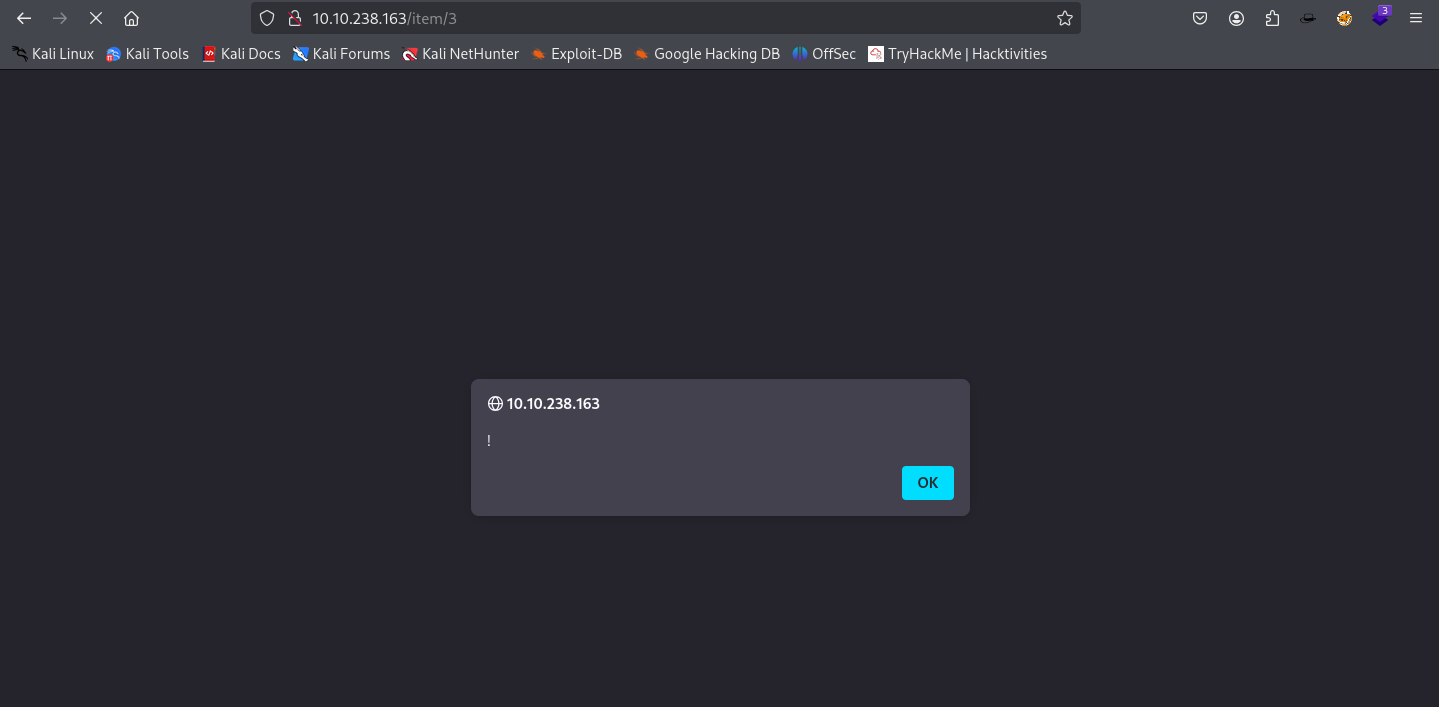 10.10.238.163/item/3
3
Kali Linux Kali Tools Kali Docs Kali Forums Kali NetHunter Exploit-DB Google Hacking DB OffSec TryHackMe | Hacktivities
10.10.238.163
!
OK